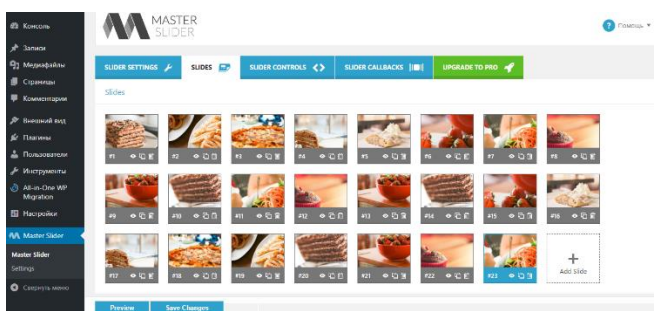 Консоль
Записи
Медиафайлы
Страницы
Комментарии
Внешний вид
Плагины
Пользователи
Инструменты
All-in-One WP
Migration
Настройки
Master Slider
Master Slider
Settings
Свернуть меню
MASTER
SLIDER
? Помощь
SLIDER SETTINGS SLIDES SLIDER CONTROLS SLIDER CALLBACKS UPGRADE TO PRO
Slides
#1 #2 #3 #4 #5 #6 #7 #8
#9 #10 #11 #12 #13 #14 #15 #16
#17 #18 #19 #20 #21 #22 #23 Add Slide
Preview Save Changes